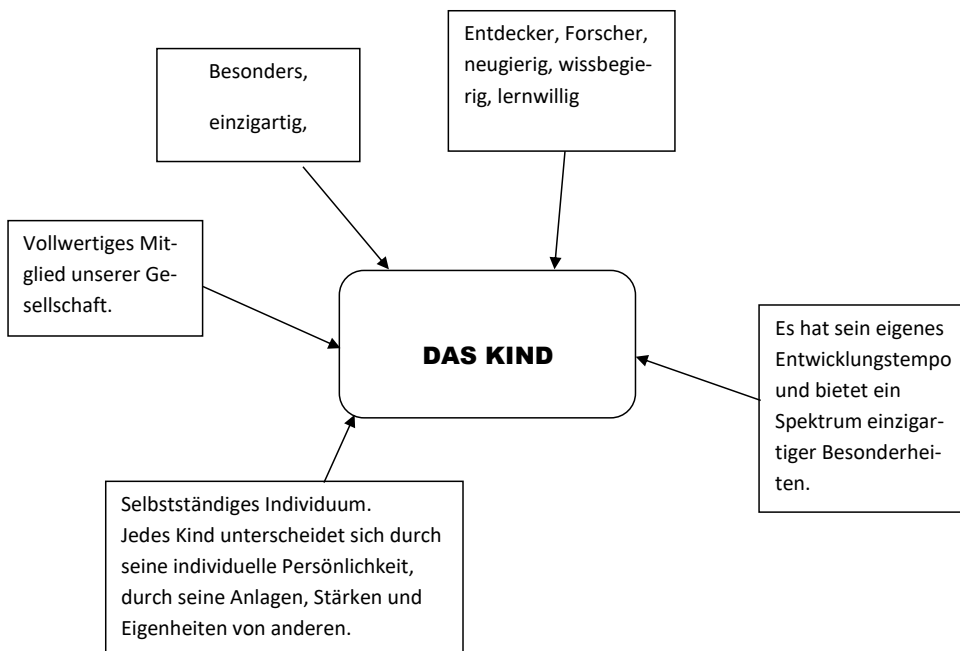 Besonders,
einzigartig,
Entdecker, Forscher,
neugierig, wissbegie-
rig, lernwillig
Vollwertiges Mit-
glied unserer Ge-
sellschaft.
DAS KIND
Es hat sein eigenes
Entwicklungstempo
und bietet ein
Spektrum einzigar-
tiger Besonderhei-
ten.
Selbstständiges Individuum.
Jedes Kind unterscheidet sich durch
seine individuelle Persönlichkeit,
durch seine Anlagen, Stärken und
Eigenheiten von anderen.